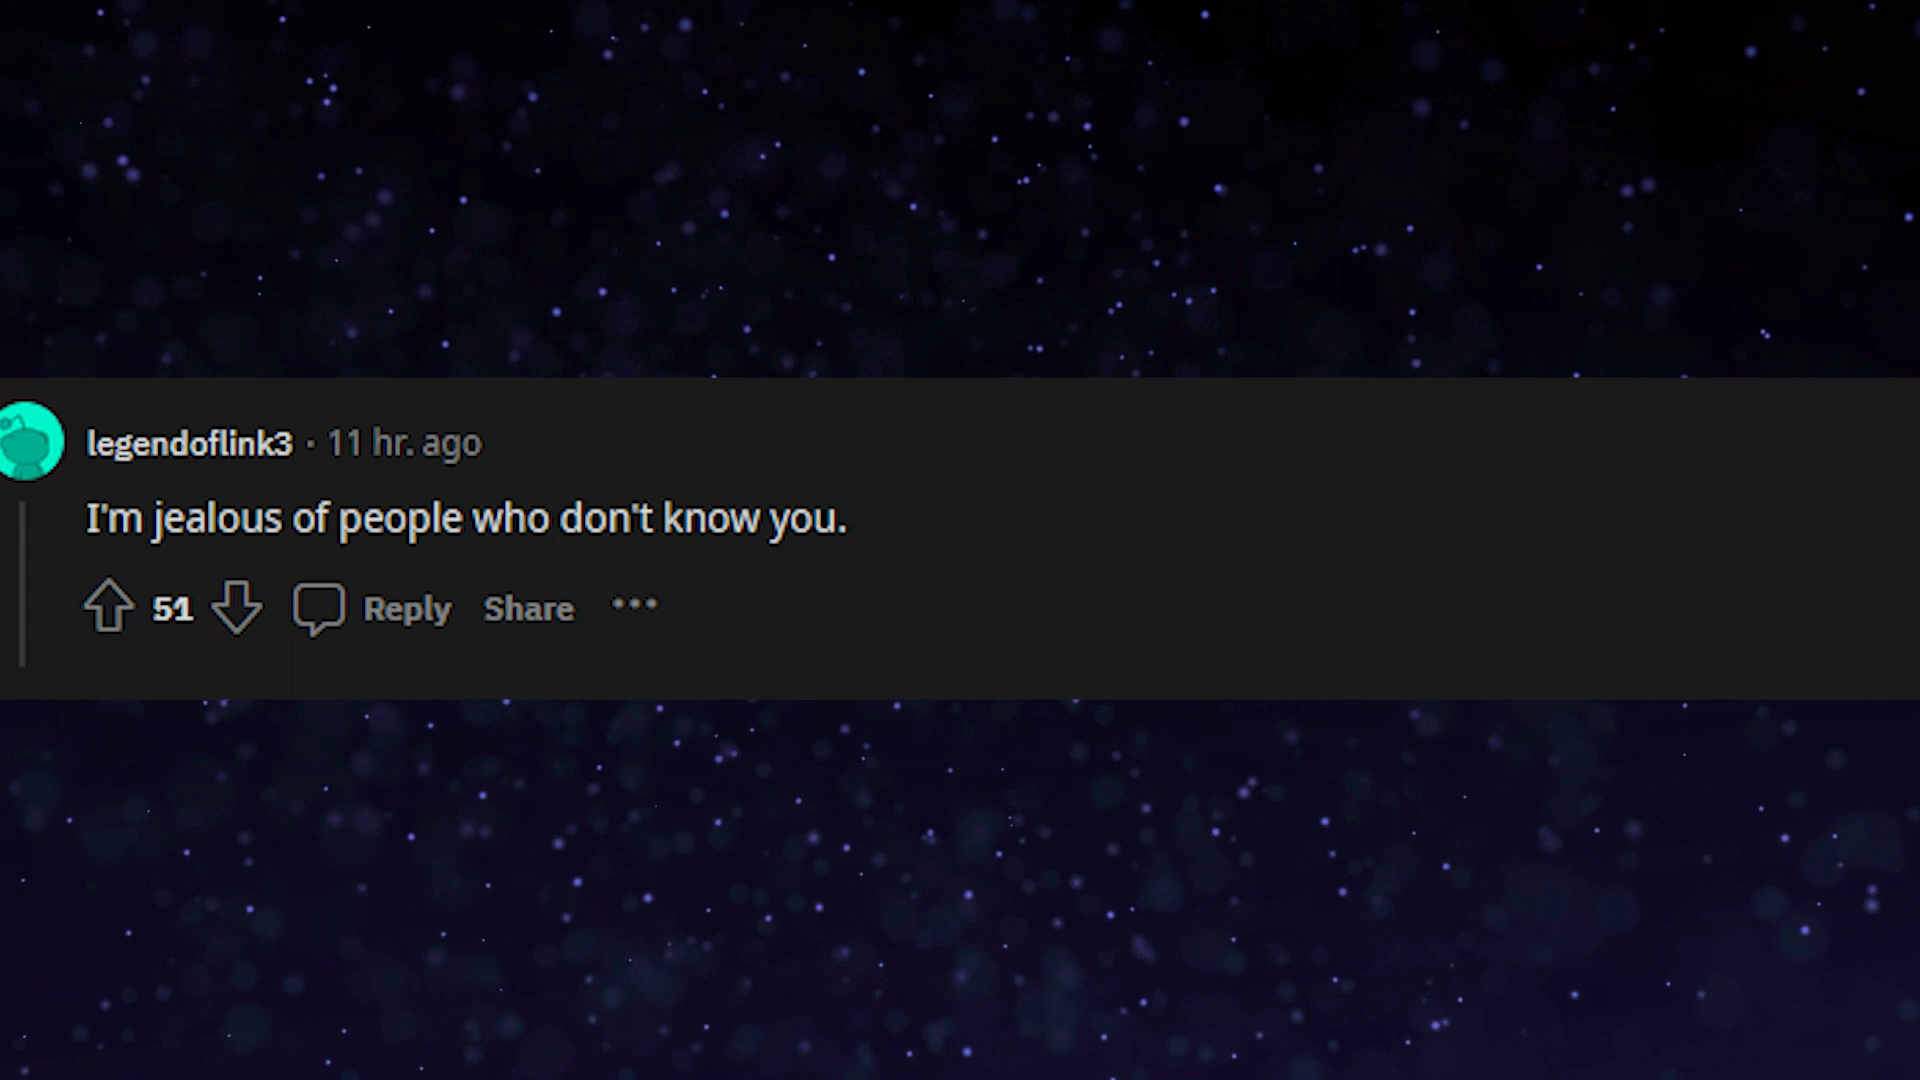 legendoflink3 · 11 hr. ago
I'm jealous of people who don't know you.
51 Reply Share ···